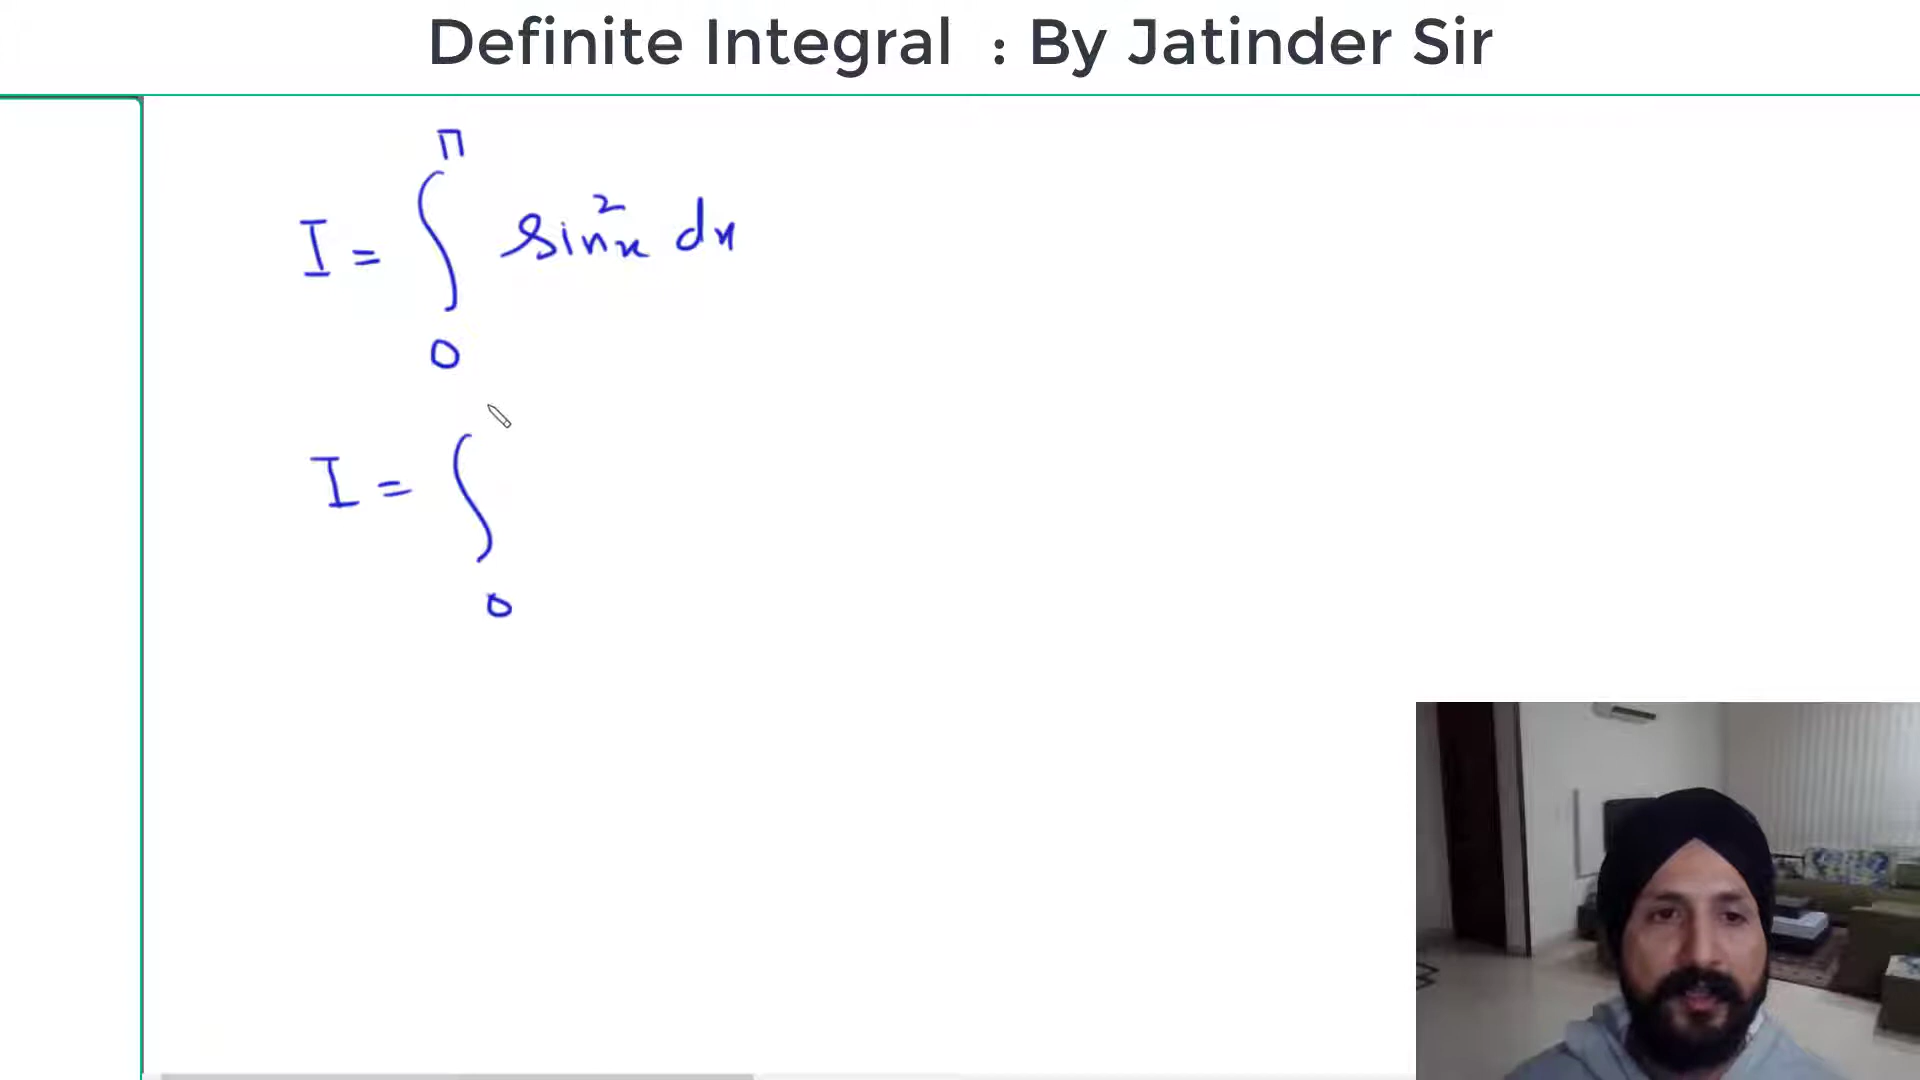 Definite Integral : By Jatinder Sir
π
I = ∫ sin²x dx
0
I = ∫
0